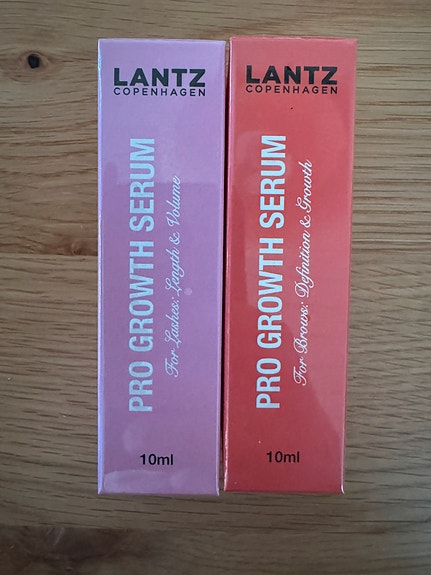 LANTZ
COPENHAGEN
PRO GROWTH SERUM
For Lashes: Length & Volume
10ml
LANTZ
COPENHAGEN
PRO GROWTH SERUM
For Brows: Definition & Growth
10ml